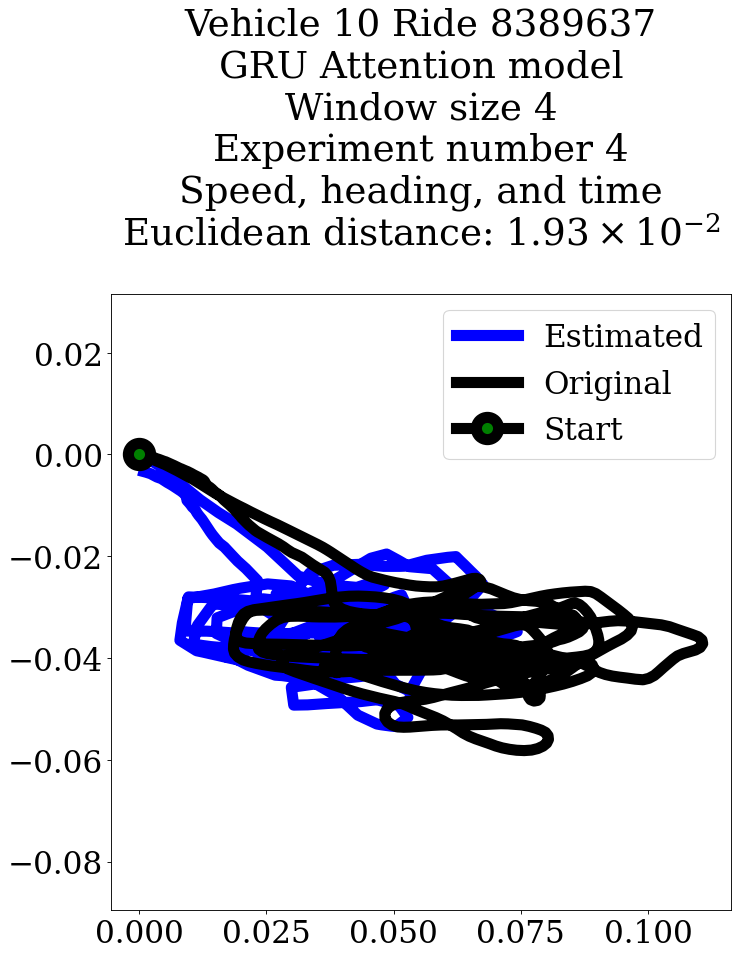 Vehicle 10 Ride 8389637
GRU Attention model
Window size 4
Experiment number 4
Speed, heading, and time
Euclidean distance: 1.93 × 10⁻²
Estimated
Original
Start
0.02
0.00
−0.02
−0.04
−0.06
−0.08
0.000 0.025 0.050 0.075 0.100